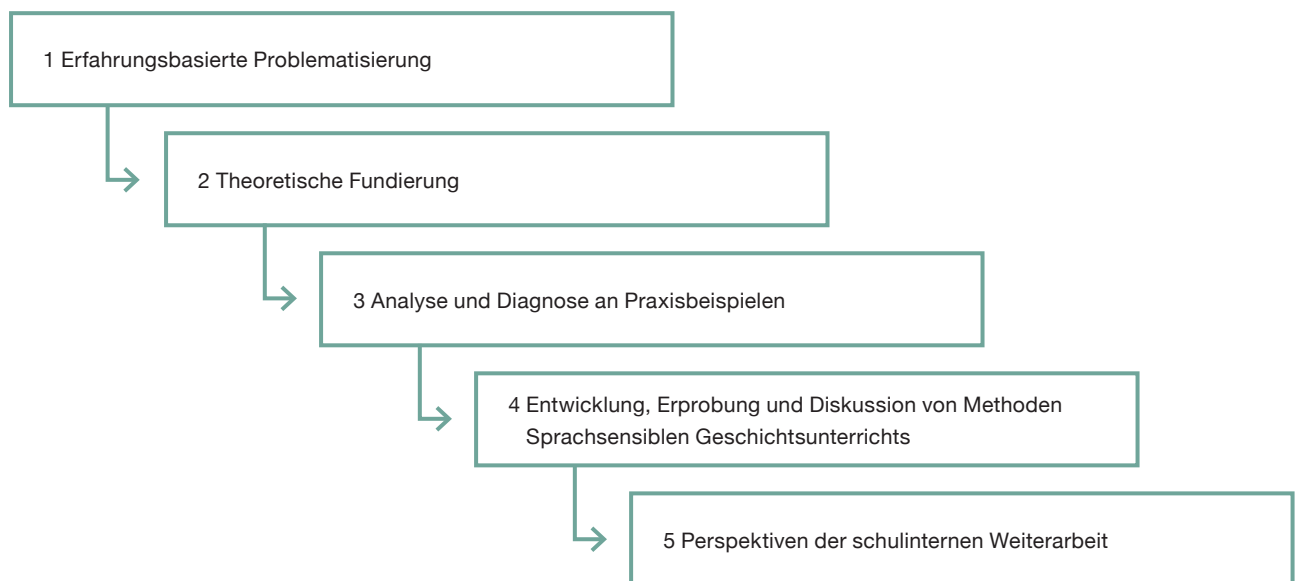 1 Erfahrungsbasierte Problematisierung
2 Theoretische Fundierung
3 Analyse und Diagnose an Praxisbeispielen
4 Entwicklung, Erprobung und Diskussion von Methoden
Sprachsensiblen Geschichtsunterrichts
5 Perspektiven der schulinternen Weiterarbeit